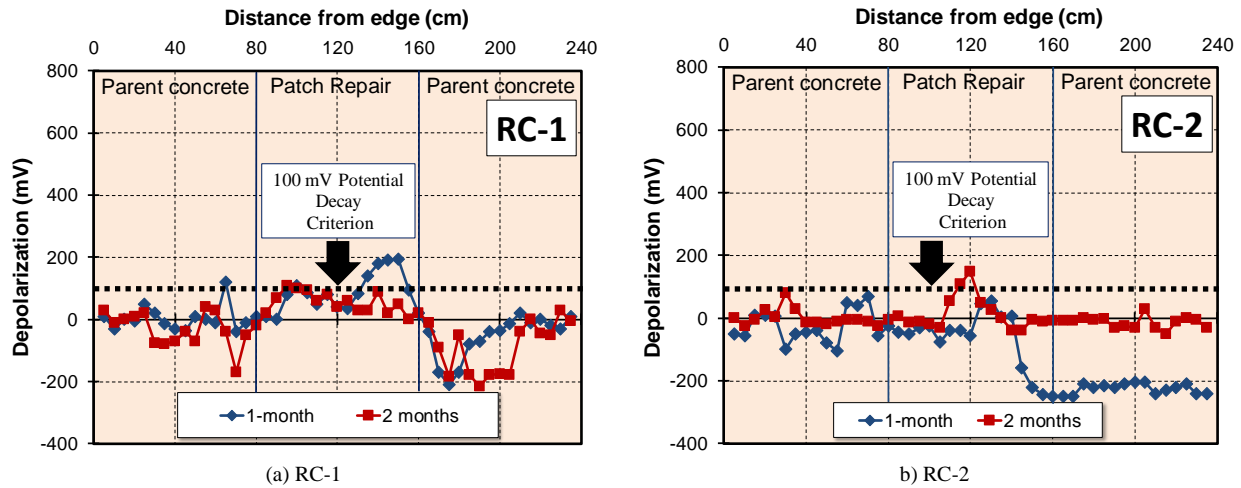 Distance from edge (cm)
0 40 80 120 160 200 240
800
600
400
200
0
-200
-400
Depolarization (mV)
Parent concrete Patch Repair Parent concrete
RC-1
100 mV Potential
Decay
Criterion
1-month 2 months
(a) RC-1
Distance from edge (cm)
0 40 80 120 160 200 240
800
600
400
200
0
-200
-400
Depolarization (mV)
Parent concrete Patch Repair Parent concrete
RC-2
100 mV Potential
Decay
Criterion
1-month 2 months
b) RC-2